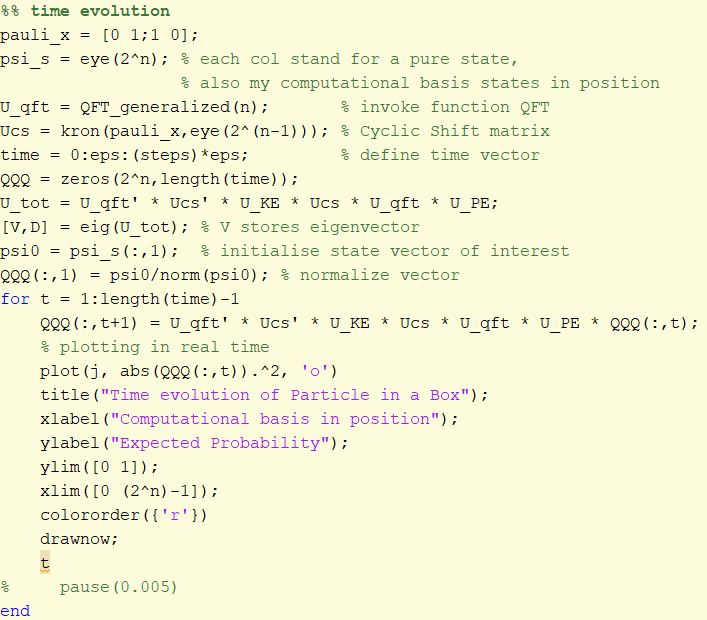 %% time evolution
pauli_x = [0 1;1 0];
psi_s = eye(2^n); % each col stand for a pure state,
                  % also my computational basis states in position
U_qft = QFT_generalized(n);       % invoke function QFT
Ucs = kron(pauli_x,eye(2^(n-1))); % Cyclic Shift matrix
time = 0:eps:(steps)*eps;         % define time vector
QQQ = zeros(2^n,length(time));
U_tot = U_qft' * Ucs' * U_KE * Ucs * U_qft * U_PE;
[V,D] = eig(U_tot); % V stores eigenvector
psi0 = psi_s(:,1);  % initialise state vector of interest
QQQ(:,1) = psi0/norm(psi0); % normalize vector
for t = 1:length(time)-1
    QQQ(:,t+1) = U_qft' * Ucs' * U_KE * Ucs * U_qft * U_PE * QQQ(:,t);
    % plotting in real time
    plot(j, abs(QQQ(:,t)).^2, 'o')
    title("Time evolution of Particle in a Box");
    xlabel("Computational basis in position");
    ylabel("Expected Probability");
    ylim([0 1]);
    xlim([0 (2^n)-1]);
    colororder({'r'})
    drawnow;
    t
%     pause(0.005)
end